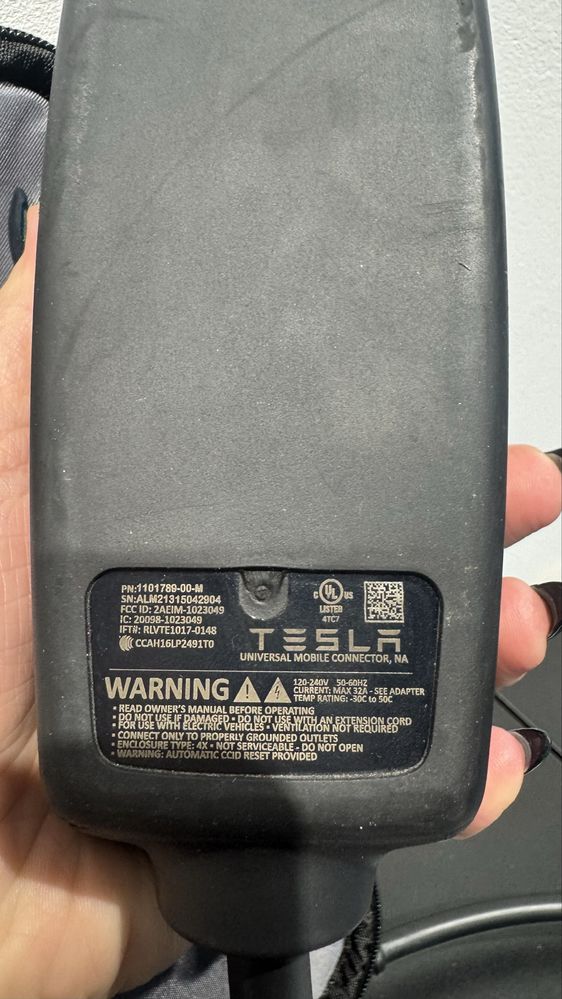 PN:1101789-00-M
SN:ALM21315042904
FCC ID: 2AEIM-1023049
IC: 20098-1023049
IFT#: RLVTE1017-0148
CCAH16LP2491T0
C UL US
LISTED
4TC7
TESLA
UNIVERSAL MOBILE CONNECTOR, NA
WARNING
120-240V 50-60HZ
CURRENT: MAX 32A - SEE ADAPTER
TEMP RATING: -30C to 50C
• READ OWNER'S MANUAL BEFORE OPERATING
• DO NOT USE IF DAMAGED • DO NOT USE WITH AN EXTENSION CORD
• FOR USE WITH ELECTRIC VEHICLES • VENTILATION NOT REQUIRED
• CONNECT ONLY TO PROPERLY GROUNDED OUTLETS
• ENCLOSURE TYPE: 4X • NOT SERVICEABLE - DO NOT OPEN
• WARNING: AUTOMATIC CCID RESET PROVIDED